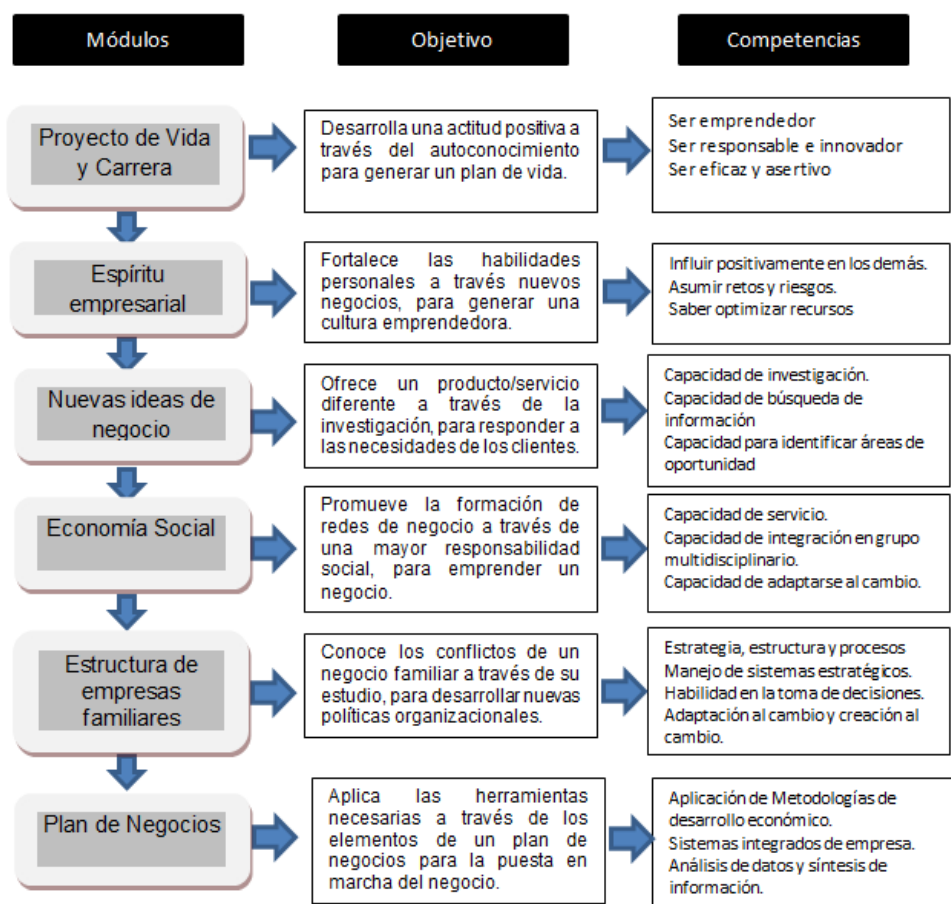 Módulos
Objetivo
Competencias
Proyecto de Vida
y Carrera
Desarrolla una actitud positiva a
través del autoconocimiento
para generar un plan de vida.
Ser emprendedor
Ser responsable e innovador
Ser eficaz y asertivo
Espíritu
empresarial
Fortalece las habilidades
personales a través nuevos
negocios, para generar una
cultura emprendedora.
Influir positivamente en los demás.
Asumir retos y riesgos.
Saber optimizar recursos
Nuevas ideas de
negocio
Ofrece un producto/servicio
diferente a través de la
investigación, para responder a
las necesidades de los clientes.
Capacidad de investigación.
Capacidad de búsqueda de
información
Capacidad para identificar áreas de
oportunidad
Economía Social
Promueve la formación de
redes de negocio a través de
una mayor responsabilidad
social, para emprender un
negocio.
Capacidad de servicio.
Capacidad de integración en grupo
multidisciplinario.
Capacidad de adaptarse al cambio.
Estructura de
empresas
familiares
Conoce los conflictos de un
negocio familiar a través de su
estudio, para desarrollar nuevas
políticas organizacionales.
Estrategia, estructura y procesos
Manejo de sistemas estratégicos.
Habilidad en la toma de decisiones.
Adaptación al cambio y creación al
cambio.
Plan de Negocios
Aplica las herramientas
necesarias a través de los
elementos de un plan de
negocios para la puesta en
marcha del negocio.
Aplicación de Metodologías de
desarrollo económico.
Sistemas integrados de empresa.
Análisis de datos y síntesis de
información.